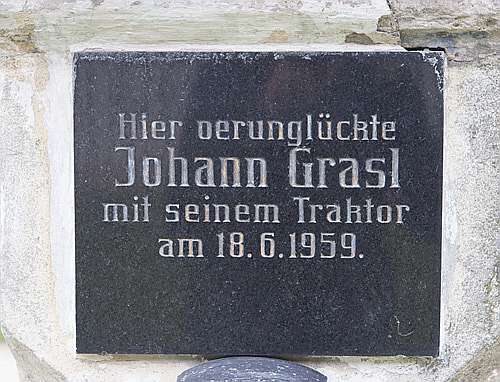 Hier verunglückte
Johann Grasl
mit seinem Traktor
am 18.6.1959.